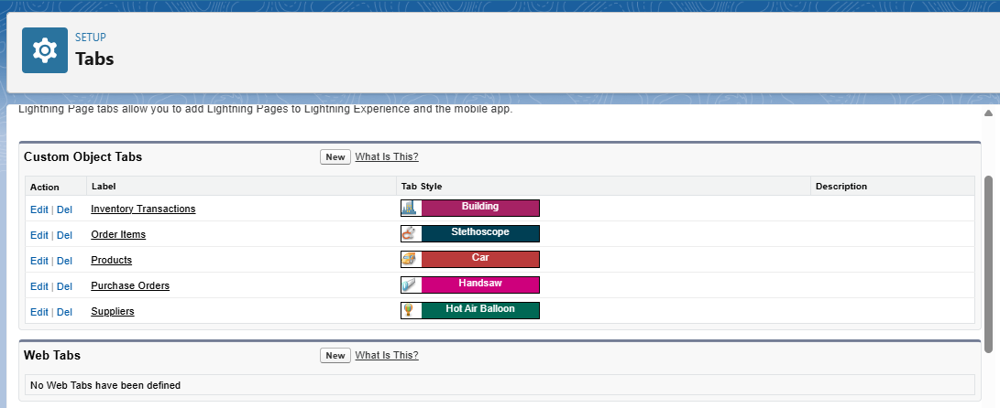 SETUP
Tabs
Lightning Page tabs allow you to add Lightning Pages to Lightning Experience and the mobile app.
Custom Object Tabs New What Is This?
Action Label Tab Style Description
Edit | Del Inventory Transactions Building
Edit | Del Order Items Stethoscope
Edit | Del Products Car
Edit | Del Purchase Orders Handsaw
Edit | Del Suppliers Hot Air Balloon
Web Tabs New What Is This?
No Web Tabs have been defined